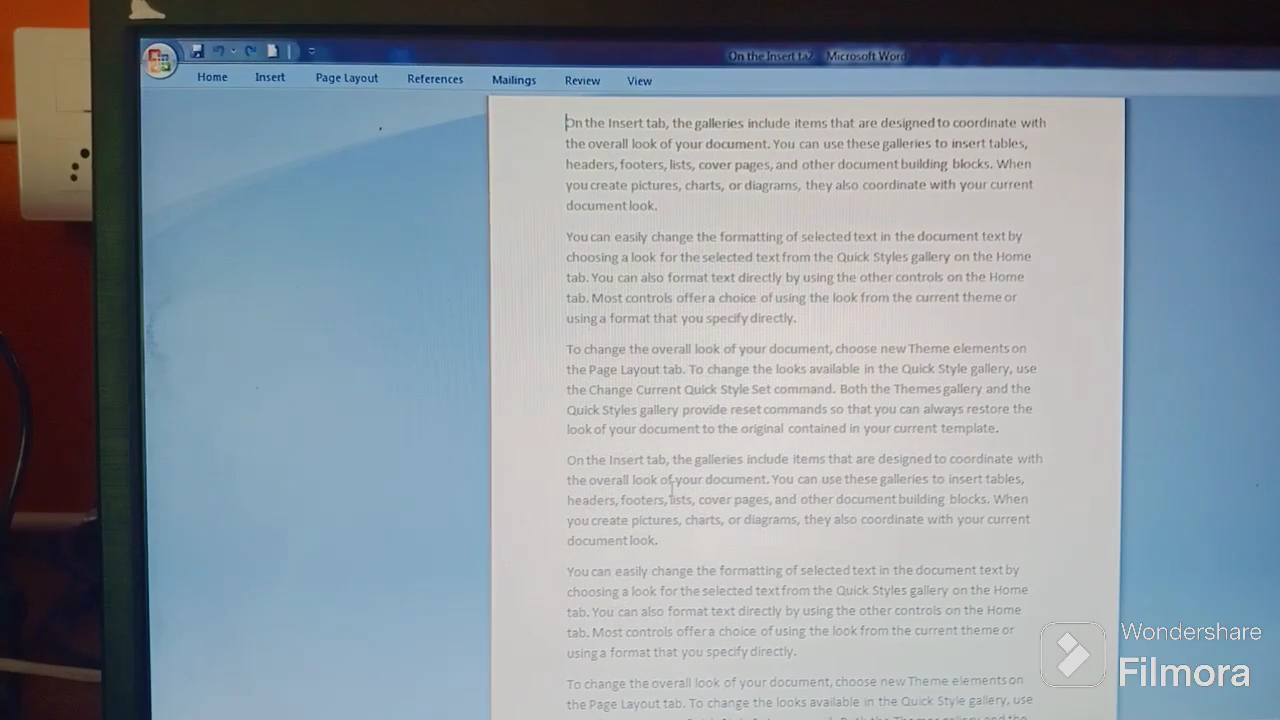 On the Insert ta2 Microsoft Word
Home Insert Page Layout References Mailings Review View
On the Insert tab, the galleries include items that are designed to coordinate with
the overall look of your document. You can use these galleries to insert tables,
headers, footers, lists, cover pages, and other document building blocks. When
you create pictures, charts, or diagrams, they also coordinate with your current
document look.
You can easily change the formatting of selected text in the document text by
choosing a look for the selected text from the Quick Styles gallery on the Home
tab. You can also format text directly by using the other controls on the Home
tab. Most controls offer a choice of using the look from the current theme or
using a format that you specify directly.
To change the overall look of your document, choose new Theme elements on
the Page Layout tab. To change the looks available in the Quick Style gallery, use
the Change Current Quick Style Set command. Both the Themes gallery and the
Quick Styles gallery provide reset commands so that you can always restore the
look of your document to the original contained in your current template.
On the Insert tab, the galleries include items that are designed to coordinate with
the overall look of your document. You can use these galleries to insert tables,
headers, footers, lists, cover pages, and other document building blocks. When
you create pictures, charts, or diagrams, they also coordinate with your current
document look.
You can easily change the formatting of selected text in the document text by
choosing a look for the selected text from the Quick Styles gallery on the Home
tab. You can also format text directly by using the other controls on the Home
tab. Most controls offer a choice of using the look from the current theme or
using a format that you specify directly.
To change the overall look of your document, choose new Theme elements on
the Page Layout tab. To change the looks available in the Quick Style gallery, use
Wondershare
Filmora